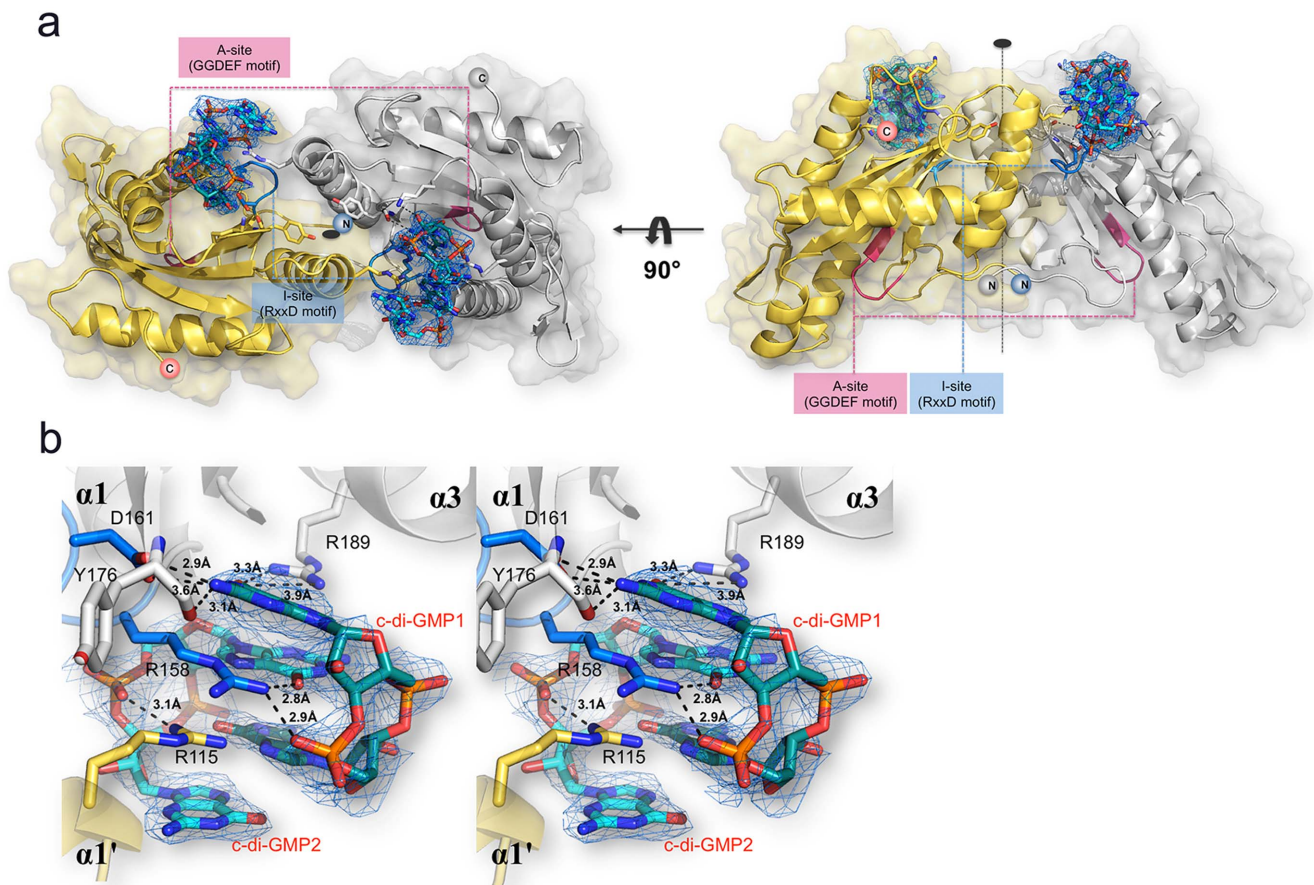 a
A-site
(GGDEF motif)
C
N
I-site
(RxxD motif)
C
90°
C
N
N
A-site
(GGDEF motif)
I-site
(RxxD motif)
b
α1
α3
D161
R189
2.9Å
3.3Å
Y176
3.6Å
3.9Å
3.1Å
c-di-GMP1
R158
2.8Å
3.1Å
2.9Å
R115
α1'
c-di-GMP2
α1
α3
D161
R189
2.9Å
3.3Å
Y176
3.6Å
3.9Å
3.1Å
c-di-GMP1
R158
2.8Å
3.1Å
2.9Å
R115
α1'
c-di-GMP2